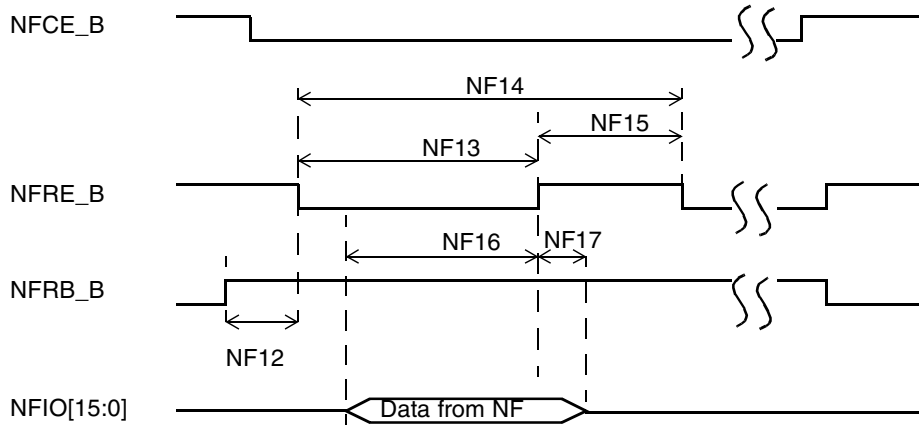 NFCE_B
NF14
NF15
NF13
NFRE_B
NF16
NF17
NFRB_B
NF12
NFIO[15:0]
Data from NF